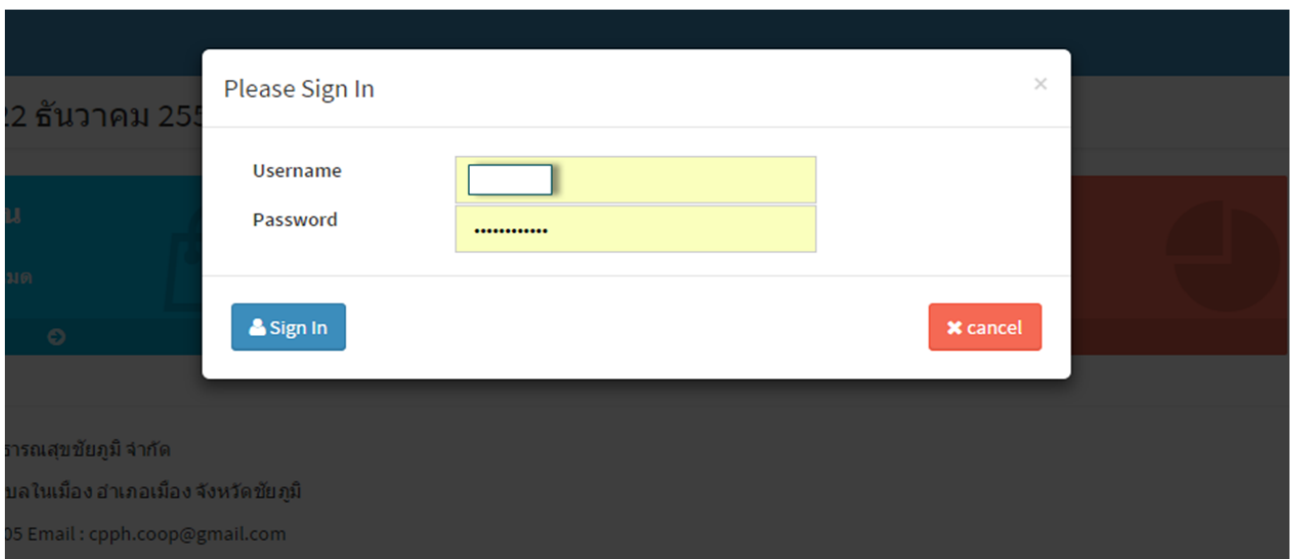 Please Sign In
×
22 ธันวาคม 255
Username
Password
••••••••••••
Sign In
cancel
ธารณสุขชัยภูมิ จำกัด
บลในเมือง อำเภอเมือง จังหวัดชัยภูมิ
05 Email : cpph.coop@gmail.com